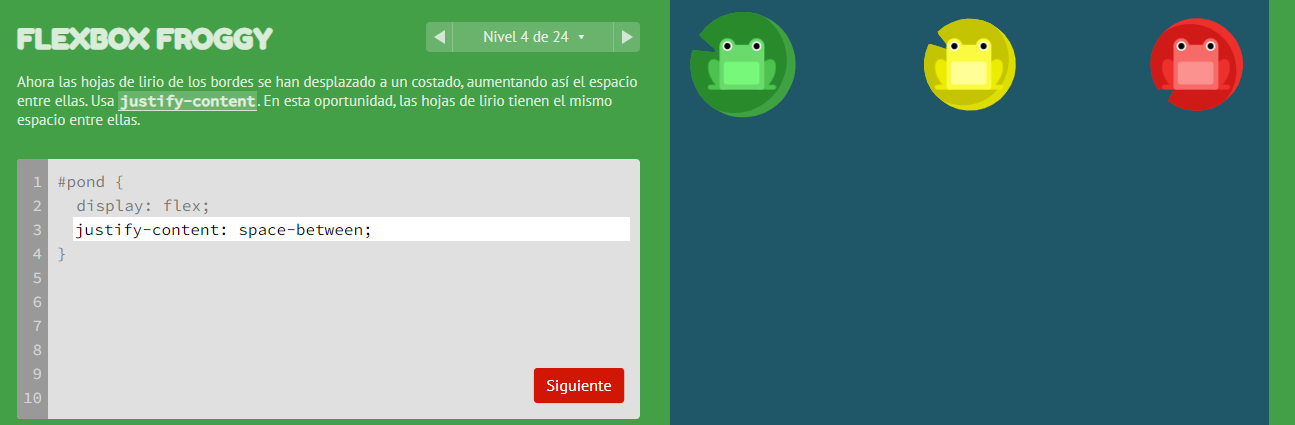 FLEXBOX FROGGY
Nivel 4 de 24
Ahora las hojas de lirio de los bordes se han desplazado a un costado, aumentando así el espacio
entre ellas. Usa justify-content. En esta oportunidad, las hojas de lirio tienen el mismo
espacio entre ellas.
1 #pond {
2 display: flex;
3 justify-content: space-between;
4 }
5
6
7
8
9
10
Siguiente